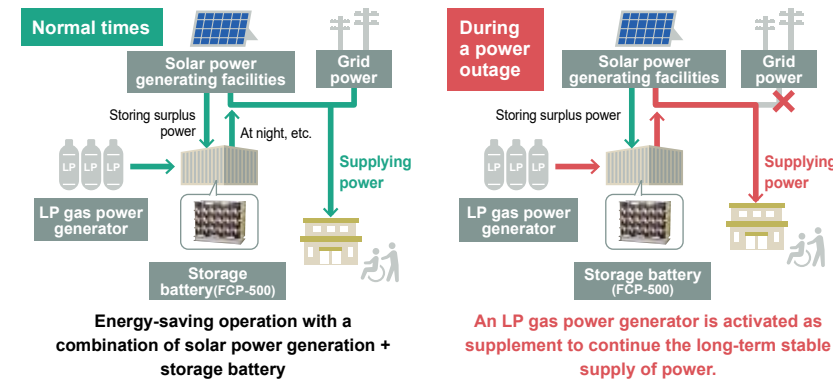 Normal times
Solar power
generating facilities
Grid
power
Storing surplus
power
At night, etc.
LP LP LP
LP gas power
generator
Supplying
power
Storage
battery(FCP-500)
Energy-saving operation with a
combination of solar power generation +
storage battery
During
a power
outage
Solar power
generating facilities
Grid
power
Storing surplus power
LP LP LP
LP gas power
generator
Supplying
power
Storage battery
(FCP-500)
An LP gas power generator is activated as
supplement to continue the long-term stable
supply of power.